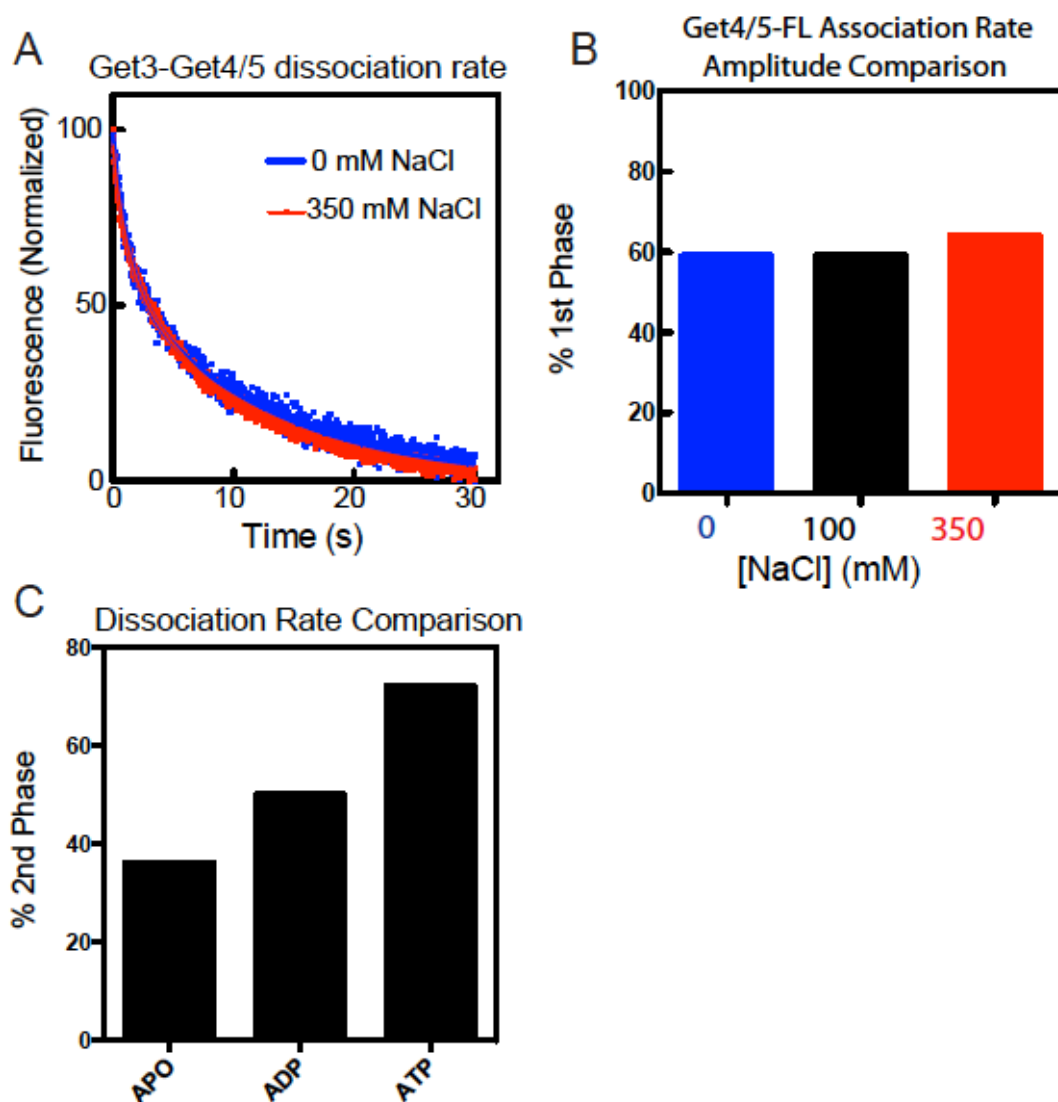 A
Get3-Get4/5 dissociation rate
Fluorescence (Normalized)
100
50
0
0 mM NaCl
350 mM NaCl
0
10
20
30
Time (s)
B
Get4/5-FL Association Rate
Amplitude Comparison
% 1st Phase
100
80
60
40
20
0
0
100
350
[NaCl] (mM)
C
Dissociation Rate Comparison
% 2nd Phase
80
60
40
20
0
APO
ADP
ATP